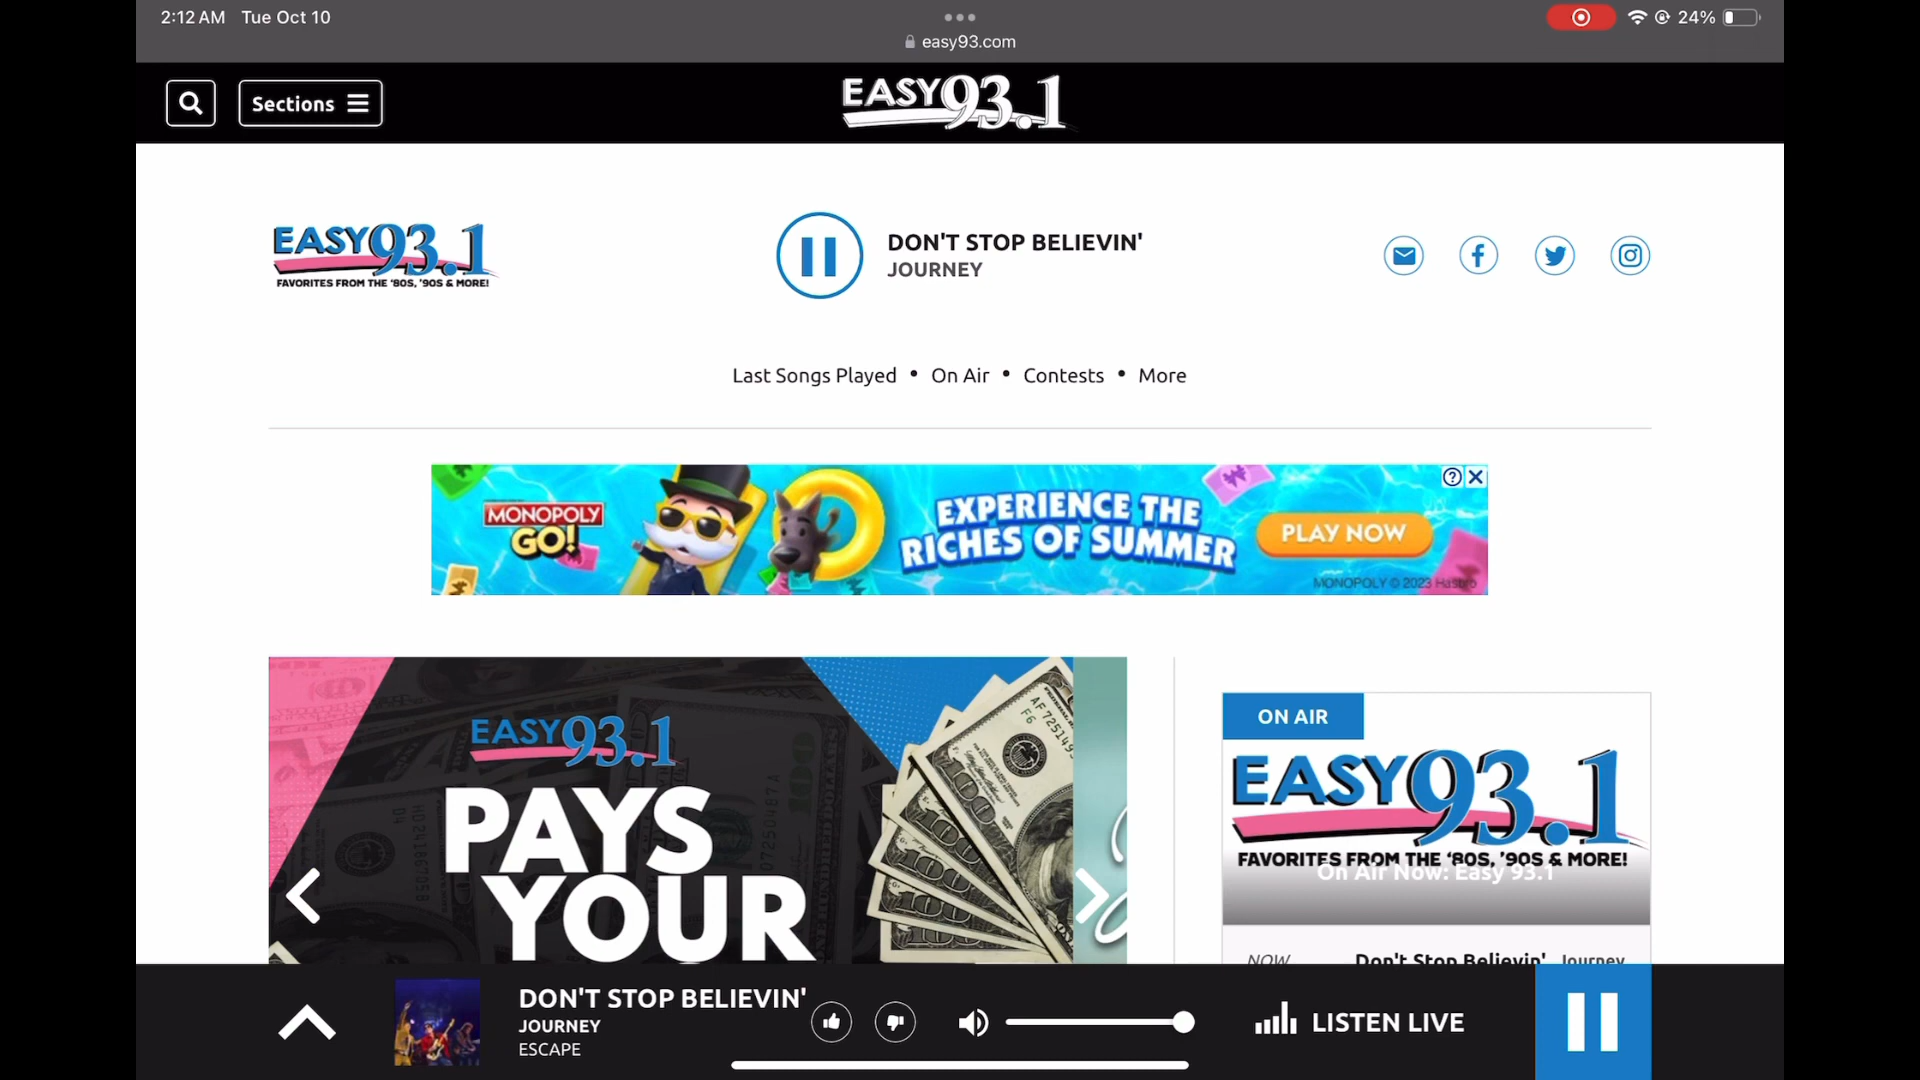 2:12 AM Tue Oct 10
24%
easy93.com
Sections
EASY93.1
EASY93.1
FAVORITES FROM THE '80S, '90S & MORE!
DON'T STOP BELIEVIN'
JOURNEY
Last Songs Played • On Air • Contests • More
MONOPOLY
GO!
EXPERIENCE THE
RICHES OF SUMMER
PLAY NOW
MONOPOLY © 2023 Hasbro
EASY93.1
PAYS
YOUR
ON AIR
EASY93.1
FAVORITES FROM THE '80S, '90S & MORE!
On Air Now: Easy 93.1
NOW Don't Stop Believin' Journey
DON'T STOP BELIEVIN'
JOURNEY
ESCAPE
LISTEN LIVE